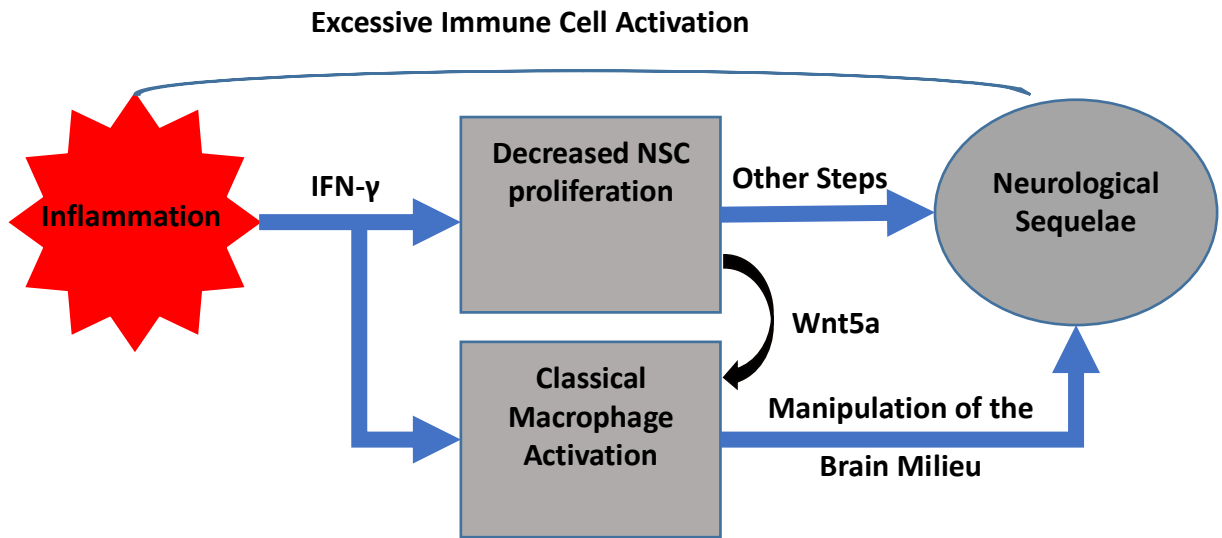 Excessive Immune Cell Activation
Inflammation
IFN-γ
Decreased NSC
proliferation
Other Steps
Neurological
Sequelae
Wnt5a
Classical
Macrophage
Activation
Manipulation of the
Brain Milieu